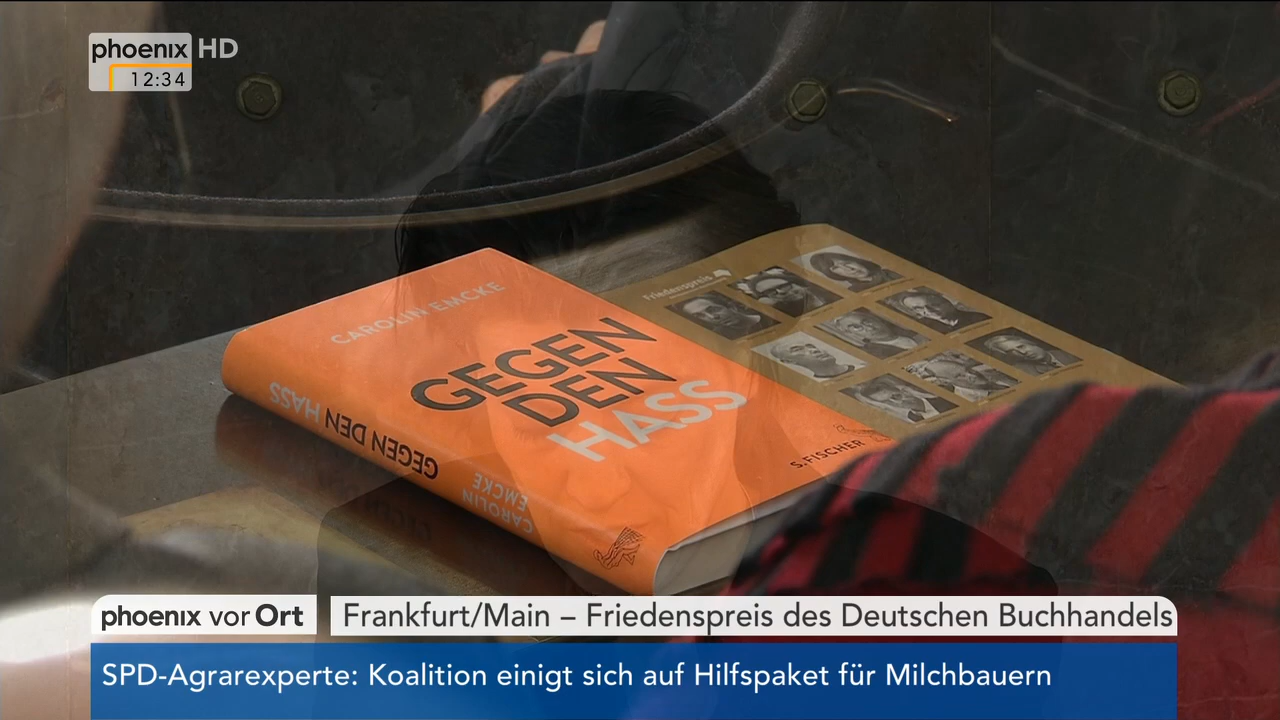 phoenix HD
12:34
CAROLIN EMCKE
GEGEN
DEN
HASS
S. FISCHER
GEGEN DEN HASS
CAROLIN
EMCKE
Friedenspreis
phoenix vor Ort
Frankfurt/Main – Friedenspreis des Deutschen Buchhandels
SPD-Agrarexperte: Koalition einigt sich auf Hilfspaket für Milchbauern